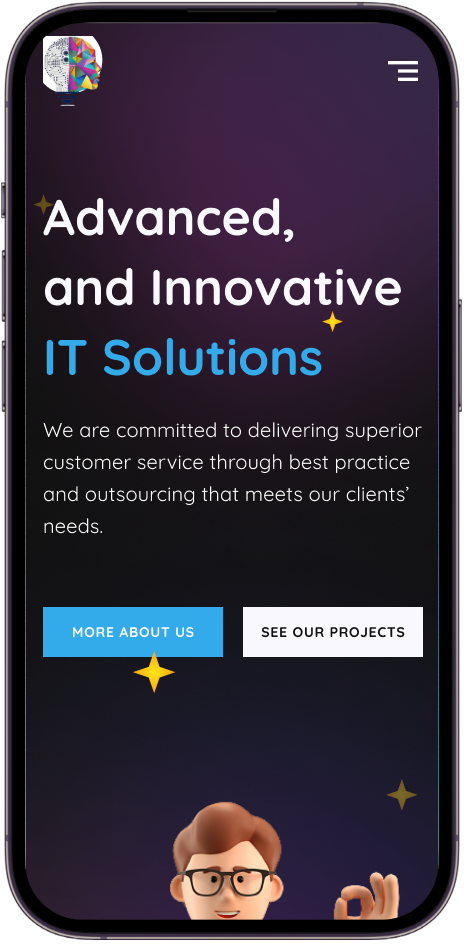 Advanced,
and Innovative
IT Solutions
We are committed to delivering superior
customer service through best practice
and outsourcing that meets our clients’
needs.
MORE ABOUT US
SEE OUR PROJECTS